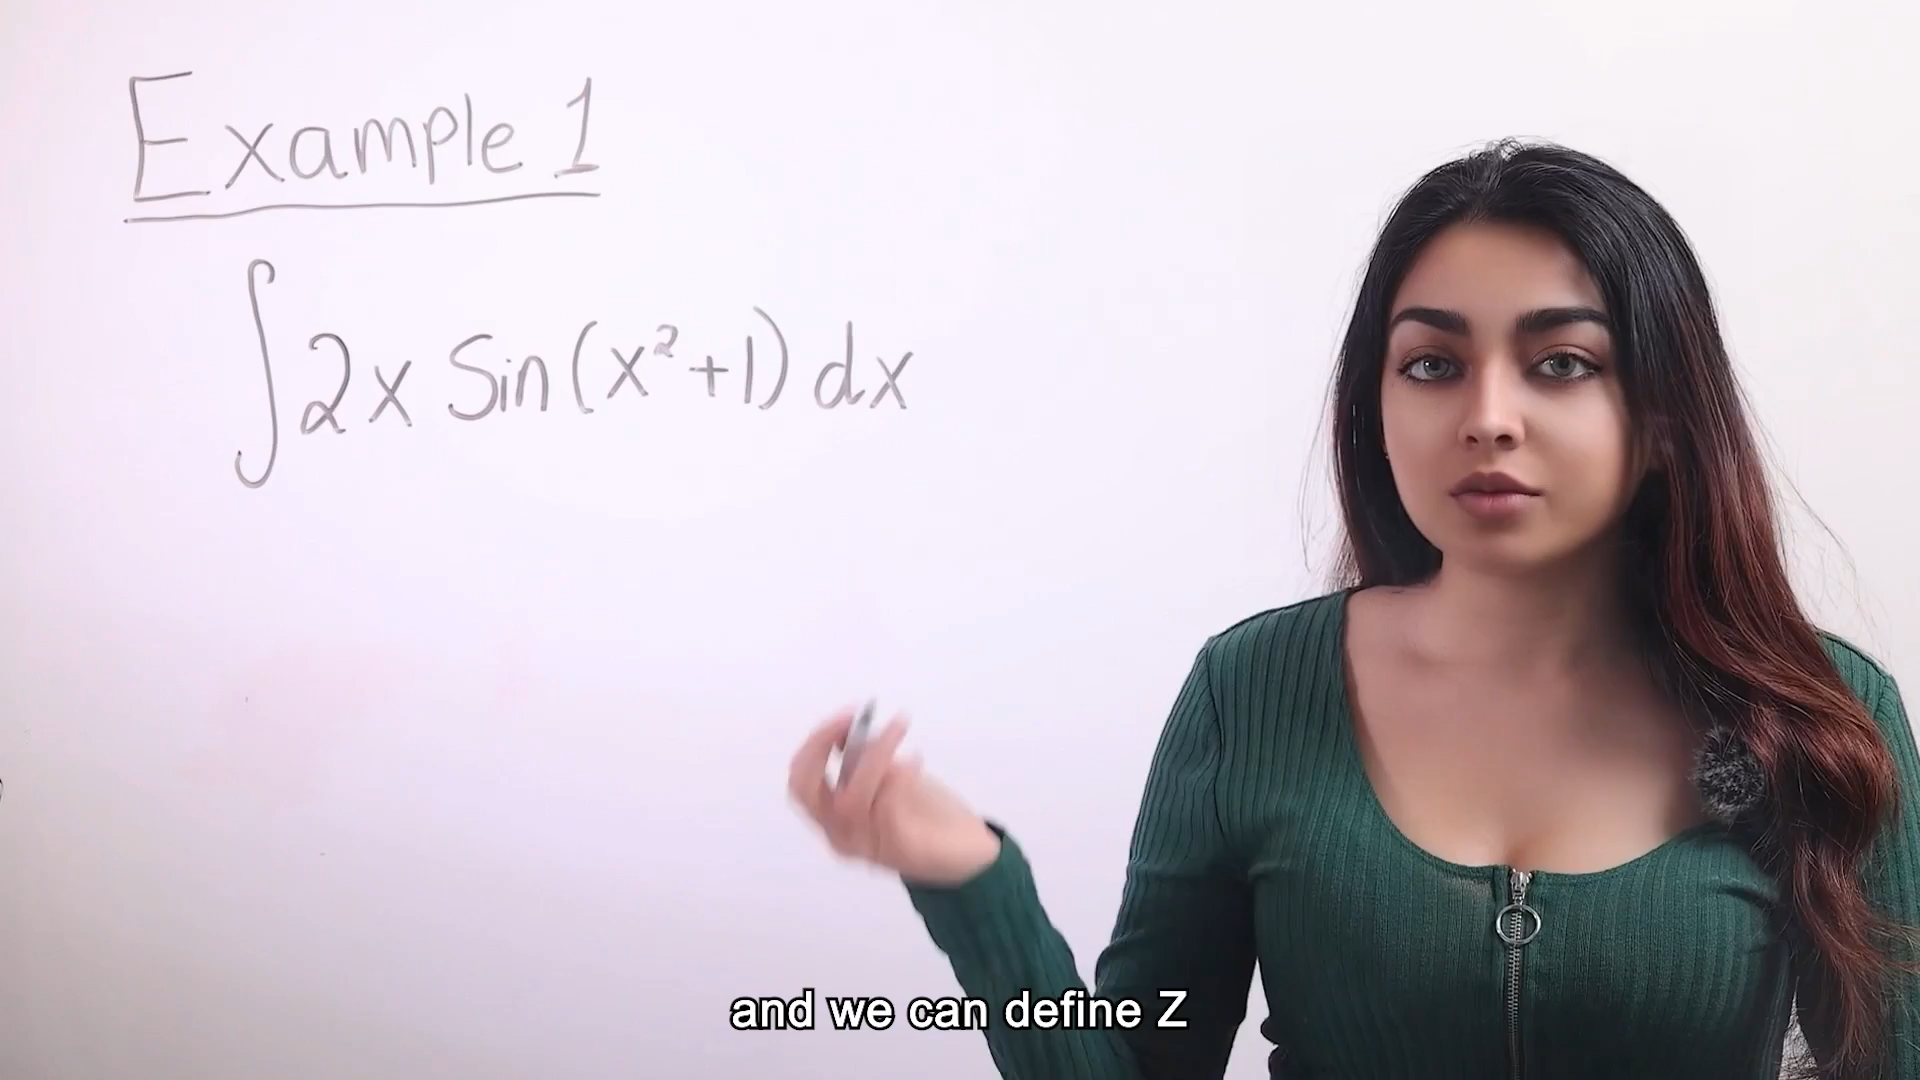 Example 1
∫2x Sin(x²+1) dx
and we can define Z